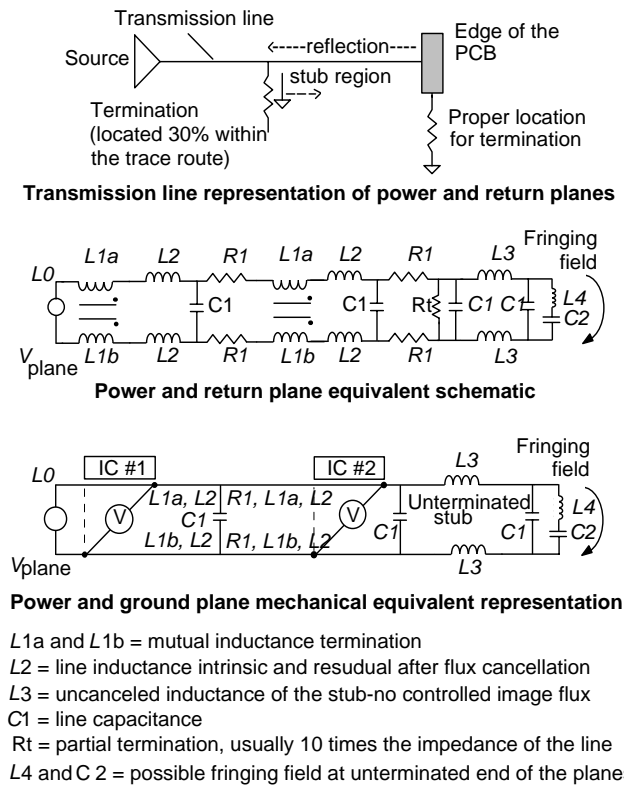 Transmission line
Source
<----reflection----
stub region
Edge of the
PCB
Termination
(located 30% within
the trace route)
Proper location
for termination
Transmission line representation of power and return planes
Fringing
field
L0 L1a L2 R1 L1a L2 R1 L3
C1 C1 Rt C1 C1 L4
C2
L1b L2 R1 L1b L2 R1 L3
Vplane
Power and return plane equivalent schematic
Fringing
field
L0 IC #1 IC #2 L3
V L1a, L2 R1, L1a, L2 V Unterminated
stub
C1 C1 C1 L4
C2
L1b, L2 R1, L1b, L2 L3
Vplane
Power and ground plane mechanical equivalent representation
L1a and L1b = mutual inductance termination
L2 = line inductance intrinsic and resudual after flux cancellation
L3 = uncanceled inductance of the stub-no controlled image flux
C1 = line capacitance
Rt = partial termination, usually 10 times the impedance of the line
L4 and C 2 = possible fringing field at unterminated end of the plane